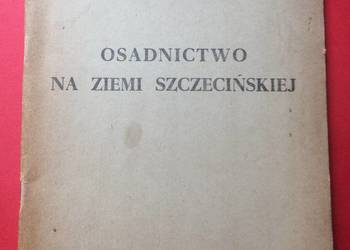 OSADNICTWO
NA ZIEMI SZCZECIŃSKIEJ